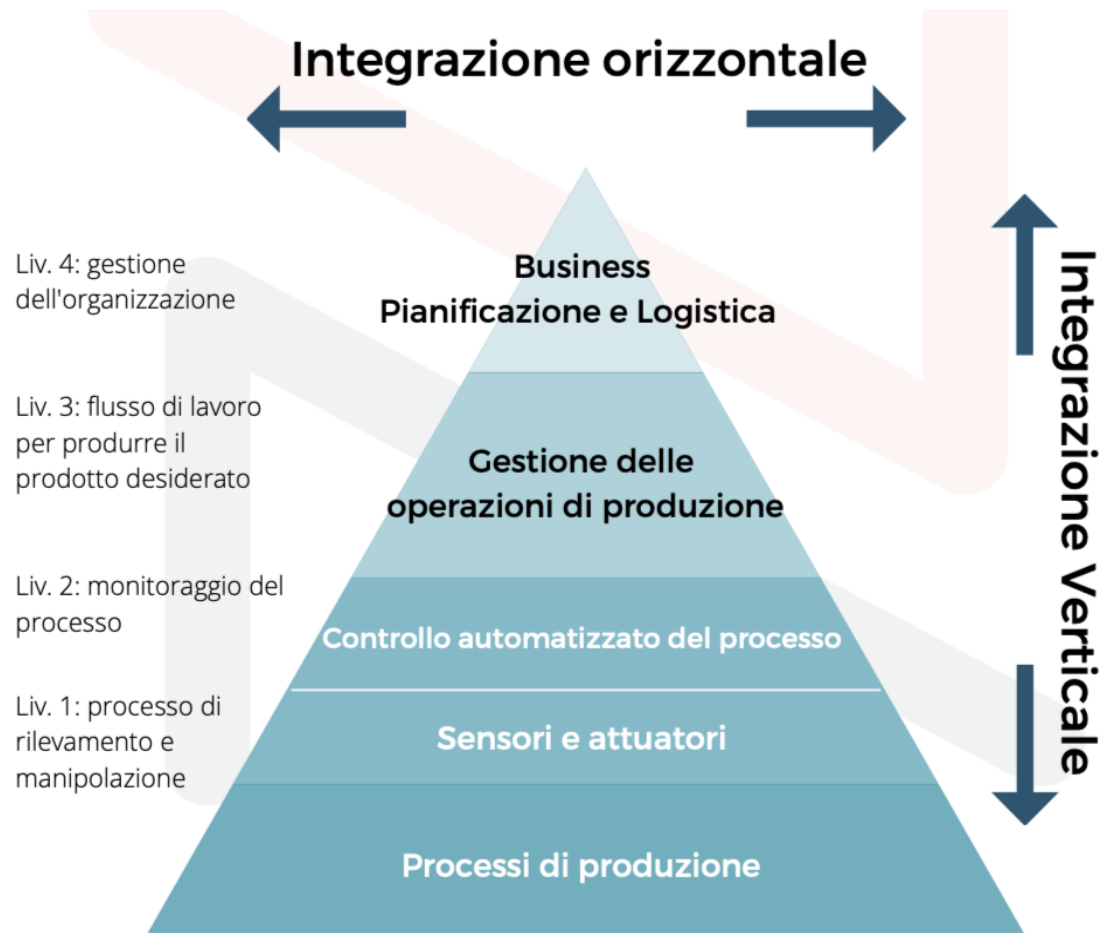 Integrazione orizzontale
Liv. 4: gestione
dell'organizzazione
Business
Pianificazione e Logistica
Liv. 3: flusso di lavoro
per produrre il
prodotto desiderato
Gestione delle
operazioni di produzione
Liv. 2: monitoraggio del
processo
Controllo automatizzato del processo
Liv. 1: processo di
rilevamento e
manipolazione
Sensori e attuatori
Processi di produzione
Integrazione Verticale